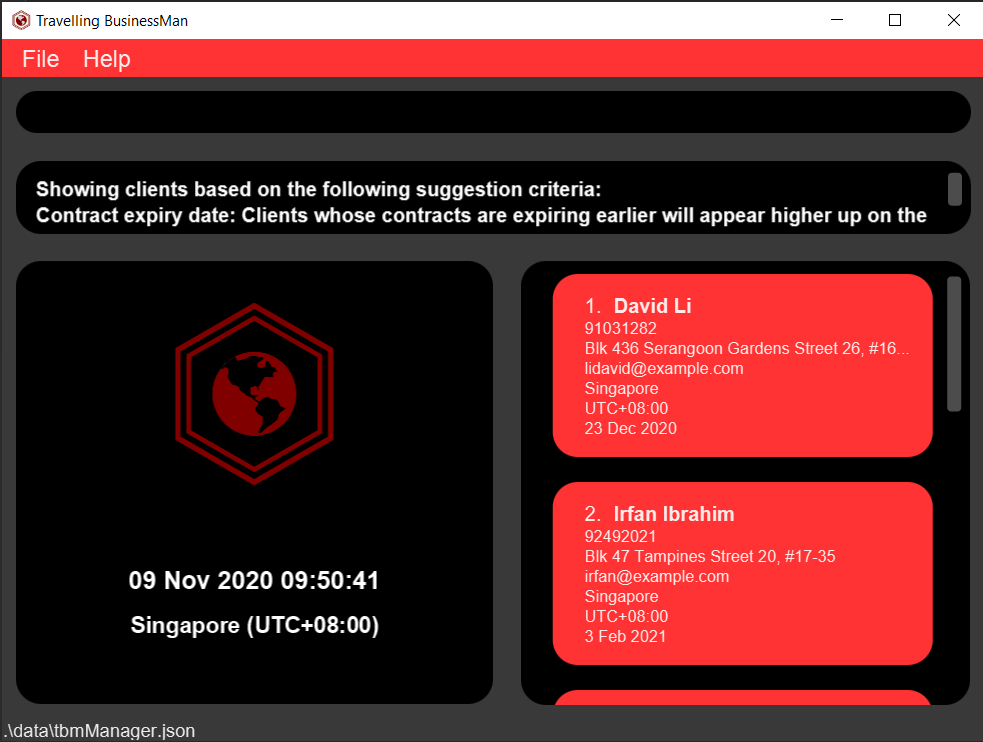 Travelling BusinessMan
File Help
Showing clients based on the following suggestion criteria:
Contract expiry date: Clients whose contracts are expiring earlier will appear higher up on the
09 Nov 2020 09:50:41
Singapore (UTC+08:00)
1. David Li
91031282
Blk 436 Serangoon Gardens Street 26, #16...
lidavid@example.com
Singapore
UTC+08:00
23 Dec 2020
2. Irfan Ibrahim
92492021
Blk 47 Tampines Street 20, #17-35
irfan@example.com
Singapore
UTC+08:00
3 Feb 2021
.\data\tbmManager.json